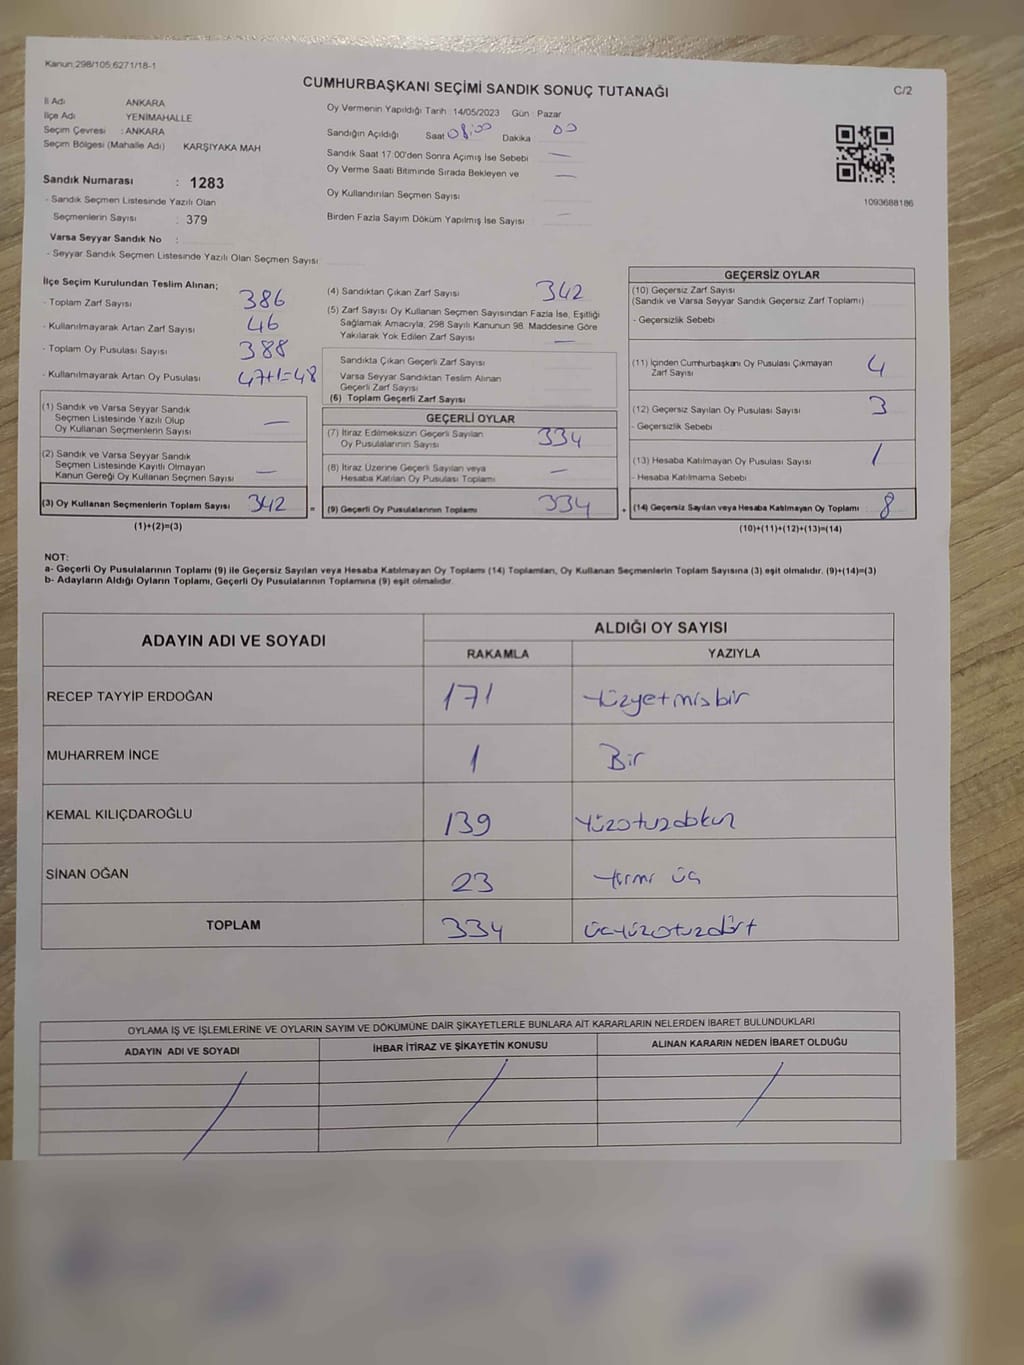 Kanun:298/105,6271/18-1
CUMHURBAŞKANI SEÇİMİ SANDIK SONUÇ TUTANAĞI
C/2
İl Adı ANKARA
İlçe Adı YENİMAHALLE
Seçim Çevresi : ANKARA
Seçim Bölgesi (Mahalle Adı) KARŞIYAKA MAH
Sandık Numarası : 1283
- Sandık Seçmen Listesinde Yazılı Olan
Seçmenlerin Sayısı : 379
Varsa Seyyar Sandık No :
- Seyyar Sandık Seçmen Listesinde Yazılı Olan Seçmen Sayısı
Oy Vermenin Yapıldığı Tarih : 14/05/2023 Gün : Pazar
Sandığın Açıldığı Saat 08:00 Dakika 00
Sandık Saat 17:00'den Sonra Açımış İse Sebebi —
Oy Verme Saati Bitiminde Sırada Bekleyen ve —
Oy Kullandırılan Seçmen Sayısı
Birden Fazla Sayım Döküm Yapılmış İse Sayısı —
1093688186
İlçe Seçim Kurulundan Teslim Alınan;
- Toplam Zarf Sayısı 386
- Kullanılmayarak Artan Zarf Sayısı 46
- Toplam Oy Pusulası Sayısı 388
- Kullanılmayarak Artan Oy Pusulası 47+1=48
(1) Sandık ve Varsa Seyyar Sandık
Seçmen Listesinde Yazılı Olup
Oy Kullanan Seçmenlerin Sayısı —
(2) Sandık ve Varsa Seyyar Sandık
Seçmen Listesinde Kayıtlı Olmayan
Kanun Gereği Oy Kullanan Seçmen Sayısı —
(3) Oy Kullanan Seçmenlerin Toplam Sayısı 342 =
(1)+(2)=(3)
(4) Sandıktan Çıkan Zarf Sayısı 342
(5) Zarf Sayısı Oy Kullanan Seçmen Sayısından Fazla İse, Eşitliği
Sağlamak Amacıyla, 298 Sayılı Kanunun 98. Maddesine Göre
Yakılarak Yok Edilen Zarf Sayısı —
Sandıkta Çıkan Geçerli Zarf Sayısı
Varsa Seyyar Sandıktan Teslim Alınan
Geçerli Zarf Sayısı
(6) Toplam Geçerli Zarf Sayısı
GEÇERLİ OYLAR
(7) İtiraz Edilmeksizin Geçerli Sayılan
Oy Pusulalarının Sayısı 334
(8) İtiraz Üzerine Geçerli Sayılan veya
Hesaba Katılan Oy Pusulası Toplamı —
(9) Geçerli Oy Pusulalarının Toplamı 334 +
GEÇERSİZ OYLAR
(10) Geçersiz Zarf Sayısı
(Sandık ve Varsa Seyyar Sandık Geçersiz Zarf Toplamı)
- Geçersizlik Sebebi
(11) İçinden Cumhurbaşkanı Oy Pusulası Çıkmayan
Zarf Sayısı 4
(12) Geçersiz Sayılan Oy Pusulası Sayısı 3
- Geçersizlik Sebebi
(13) Hesaba Katılmayan Oy Pusulası Sayısı 1
- Hesaba Katılmama Sebebi
(14) Geçersiz Sayılan veya Hesaba Katılmayan Oy Toplamı 8
(10)+(11)+(12)+(13)=(14)
NOT:
a- Geçerli Oy Pusulalarının Toplamı (9) ile Geçersiz Sayılan veya Hesaba Katılmayan Oy Toplamı (14) Toplamları, Oy Kullanan Seçmenlerin Toplam Sayısına (3) eşit olmalıdır. (9)+(14)=(3)
b- Adayların Aldığı Oyların Toplamı, Geçerli Oy Pusulalarının Toplamına (9) eşit olmalıdır.
ADAYIN ADI VE SOYADI
ALDIĞI OY SAYISI
RAKAMLA YAZIYLA
RECEP TAYYİP ERDOĞAN 171 Yüzyetmişbir
MUHARREM İNCE 1 Bir
KEMAL KILIÇDAROĞLU 139 Yüzotuzdokuz
SİNAN OĞAN 23 Yirmi üç
TOPLAM 334 üçyüzotuzdört
OYLAMA İŞ VE İŞLEMLERİNE VE OYLARIN SAYIM VE DÖKÜMÜNE DAİR ŞİKAYETLERLE BUNLARA AİT KARARLARIN NELERDEN İBARET BULUNDUKLARI
ADAYIN ADI VE SOYADI İHBAR İTİRAZ VE ŞİKAYETİN KONUSU ALINAN KARARIN NEDEN İBARET OLDUĞU